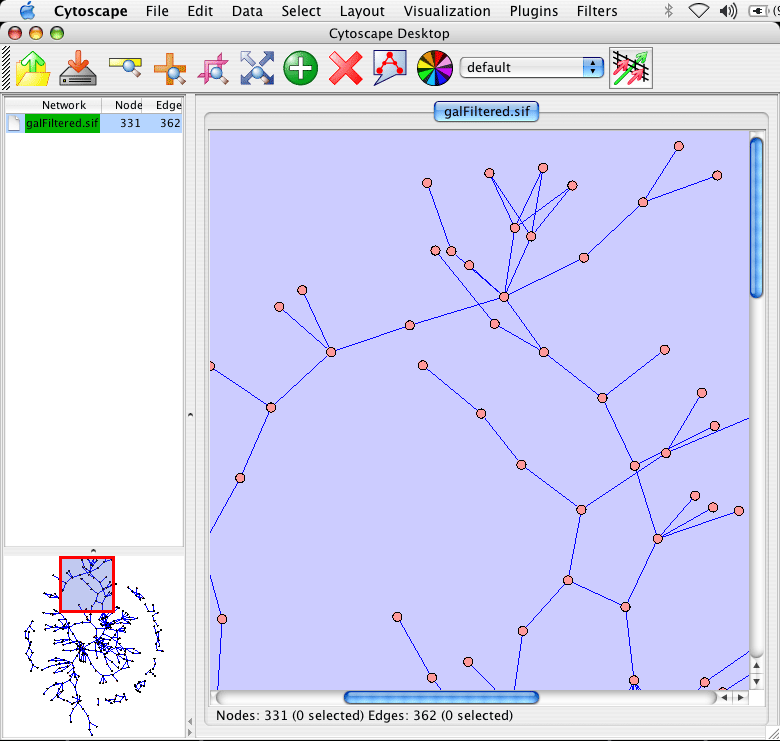 Cytoscape File Edit Data Select Layout Visualization Plugins Filters
Cytoscape Desktop
default
Network Node Edge
galFiltered.sif 331 362
galFiltered.sif
Nodes: 331 (0 selected) Edges: 362 (0 selected)